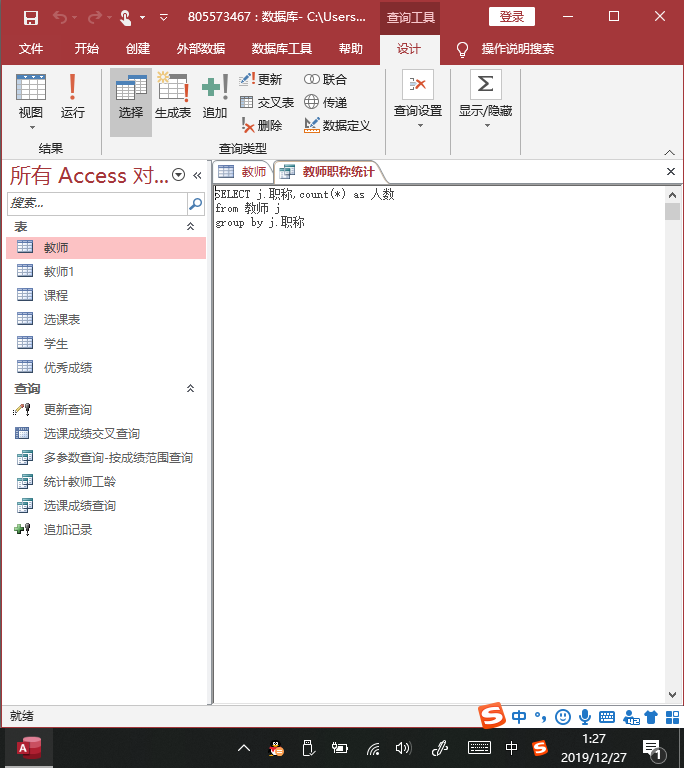 805573467 : 数据库- C:\Users...
查询工具
登录
文件
开始
创建
外部数据
数据库工具
帮助
设计
操作说明搜索
视图
运行
结果
选择
生成表
追加
更新
交叉表
删除
联合
传递
数据定义
查询类型
查询设置
显示/隐藏
所有 Access 对...
搜索...
表
教师
教师1
课程
选课表
学生
优秀成绩
查询
更新查询
选课成绩交叉查询
多参数查询-按成绩范围查询
统计教师工龄
选课成绩查询
追加记录
教师
教师职称统计
SELECT j.职称,count(*) as 人数
from 教师 j
group by j.职称
就绪
中
中
1:27
2019/12/27
1